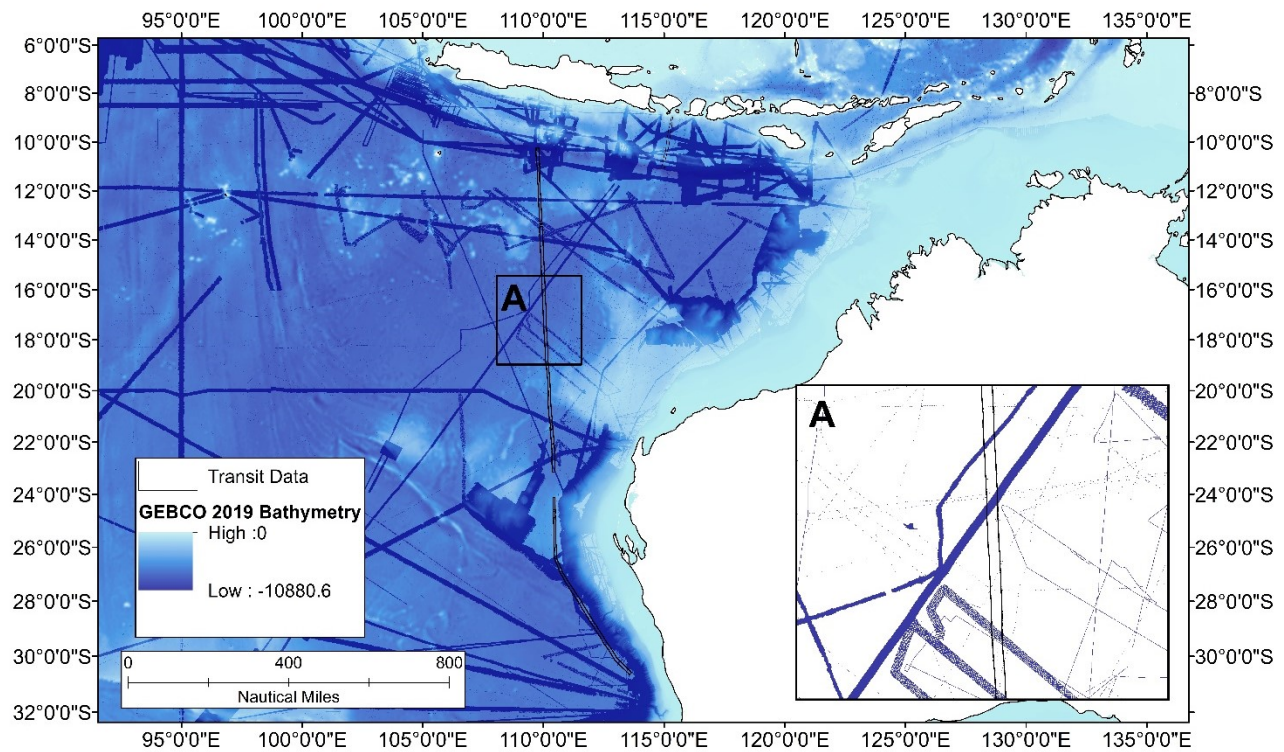 95°0'0"E 100°0'0"E 105°0'0"E 110°0'0"E 115°0'0"E 120°0'0"E 125°0'0"E 130°0'0"E 135°0'0"E
6°0'0"S 6°0'0"S
8°0'0"S 8°0'0"S
10°0'0"S 10°0'0"S
12°0'0"S 12°0'0"S
14°0'0"S 14°0'0"S
16°0'0"S 16°0'0"S
A
18°0'0"S 18°0'0"S
20°0'0"S 20°0'0"S
A
22°0'0"S 22°0'0"S
24°0'0"S 24°0'0"S
26°0'0"S 26°0'0"S
28°0'0"S 28°0'0"S
30°0'0"S 30°0'0"S
32°0'0"S 32°0'0"S
Transit Data
GEBCO 2019 Bathymetry
High :0
Low : -10880.6
0 400 800
Nautical Miles
95°0'0"E 100°0'0"E 105°0'0"E 110°0'0"E 115°0'0"E 120°0'0"E 125°0'0"E 130°0'0"E 135°0'0"E